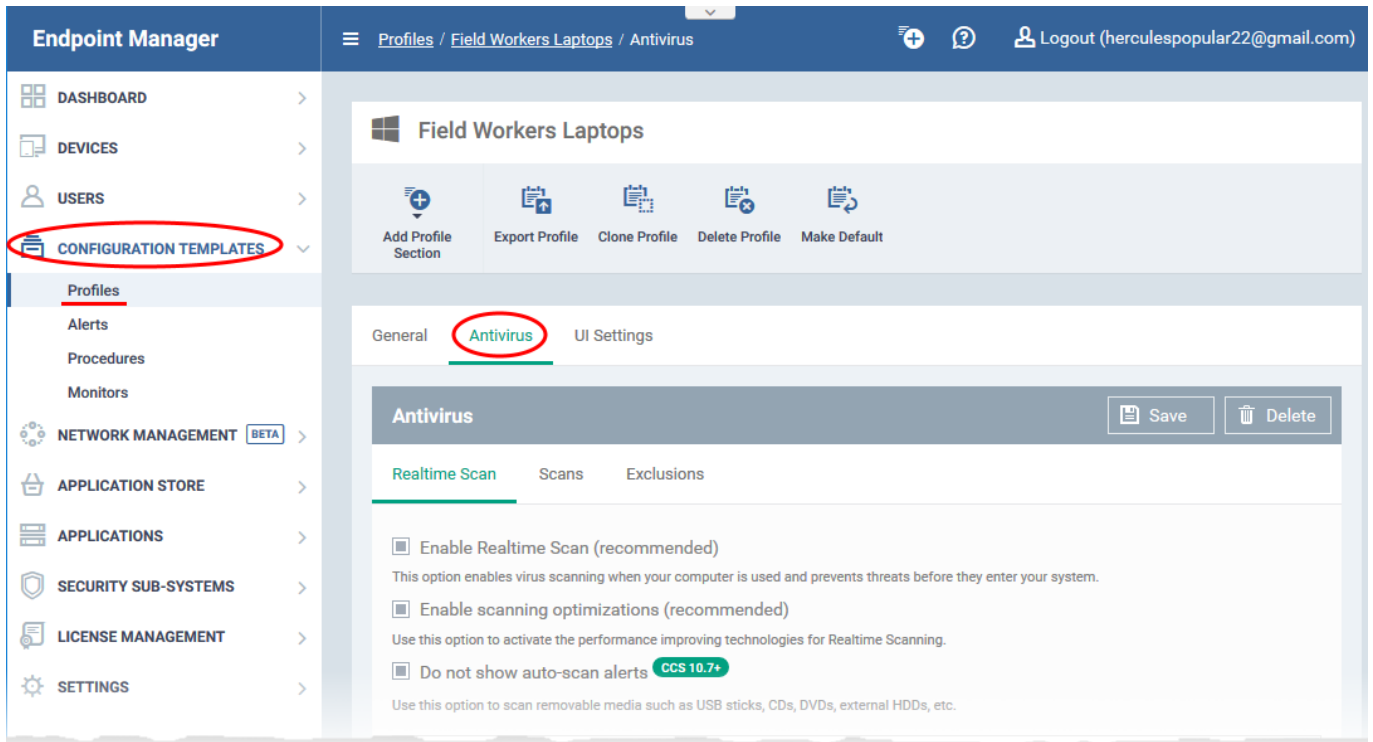 Endpoint Manager
Profiles / Field Workers Laptops / Antivirus
Logout (herculespopular22@gmail.com)
DASHBOARD
DEVICES
USERS
CONFIGURATION TEMPLATES
Profiles
Alerts
Procedures
Monitors
NETWORK MANAGEMENT BETA
APPLICATION STORE
APPLICATIONS
SECURITY SUB-SYSTEMS
LICENSE MANAGEMENT
SETTINGS
Field Workers Laptops
Add Profile
Section
Export Profile
Clone Profile
Delete Profile
Make Default
General
Antivirus
UI Settings
Antivirus
Save
Delete
Realtime Scan
Scans
Exclusions
Enable Realtime Scan (recommended)
This option enables virus scanning when your computer is used and prevents threats before they enter your system.
Enable scanning optimizations (recommended)
Use this option to activate the performance improving technologies for Realtime Scanning.
Do not show auto-scan alerts CCS 10.7+
Use this option to scan removable media such as USB sticks, CDs, DVDs, external HDDs, etc.